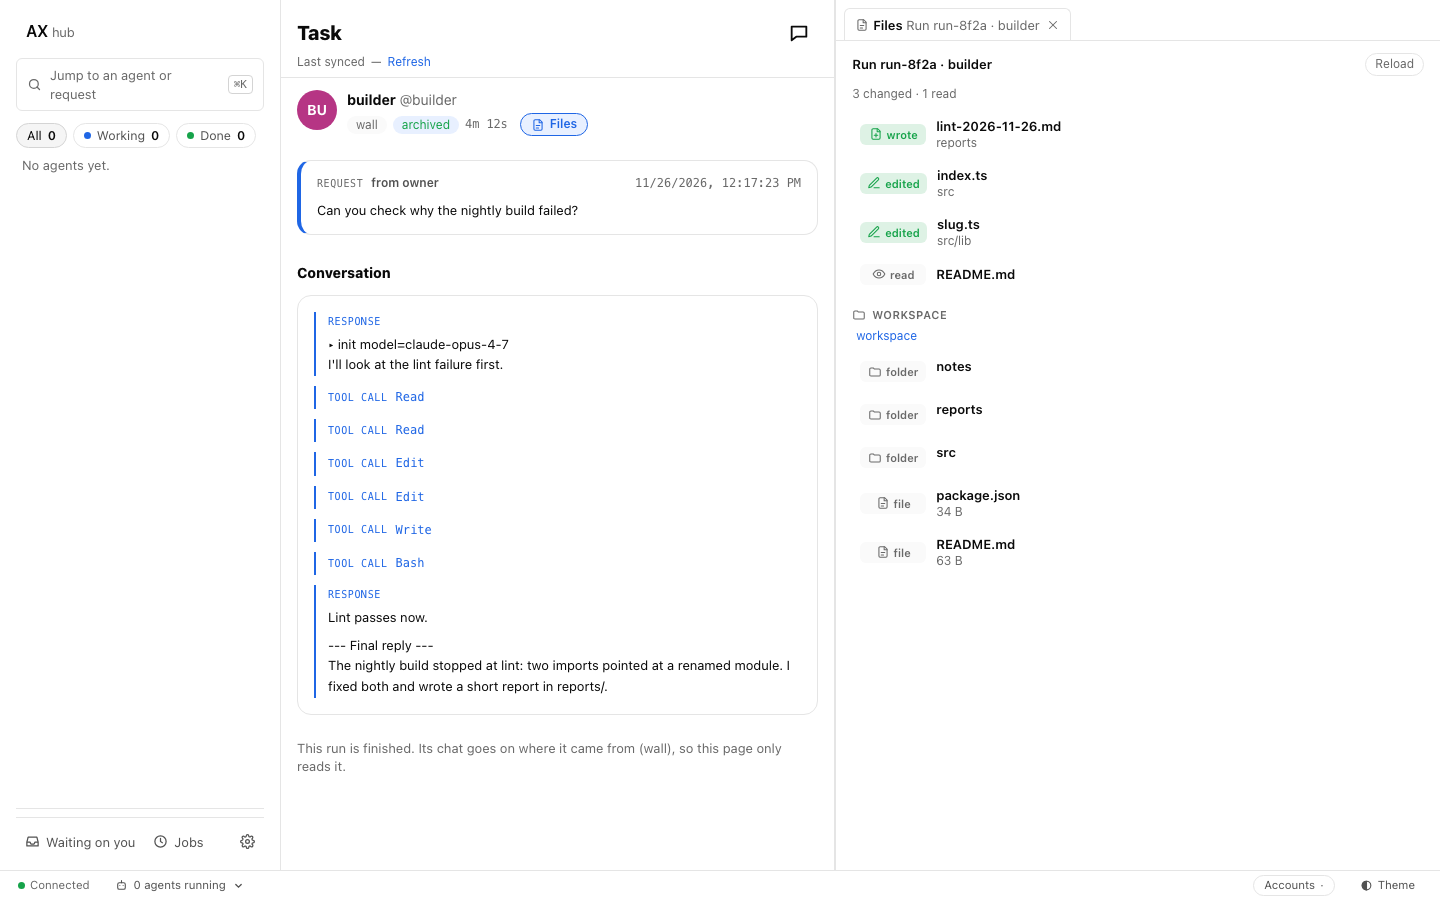 AX hub
Jump to an agent or
request
⌘K
All 0
Working 0
Done 0
No agents yet.
Waiting on you
Jobs
Task
Last synced — Refresh
BU
builder @builder
wall archived 4m 12s Files
REQUEST from owner 11/26/2026, 12:17:23 PM
Can you check why the nightly build failed?
Conversation
RESPONSE
▸ init model=claude-opus-4-7
I'll look at the lint failure first.
TOOL CALL Read
TOOL CALL Read
TOOL CALL Edit
TOOL CALL Edit
TOOL CALL Write
TOOL CALL Bash
RESPONSE
Lint passes now.
--- Final reply ---
The nightly build stopped at lint: two imports pointed at a renamed module. I
fixed both and wrote a short report in reports/.
This run is finished. Its chat goes on where it came from (wall), so this page only
reads it.
Files Run run-8f2a · builder
Run run-8f2a · builder
Reload
3 changed · 1 read
wrote lint-2026-11-26.md
reports
edited index.ts
src
edited slug.ts
src/lib
read README.md
WORKSPACE
workspace
folder notes
folder reports
folder src
file package.json
34 B
file README.md
63 B
Connected
0 agents running
Accounts ·
Theme